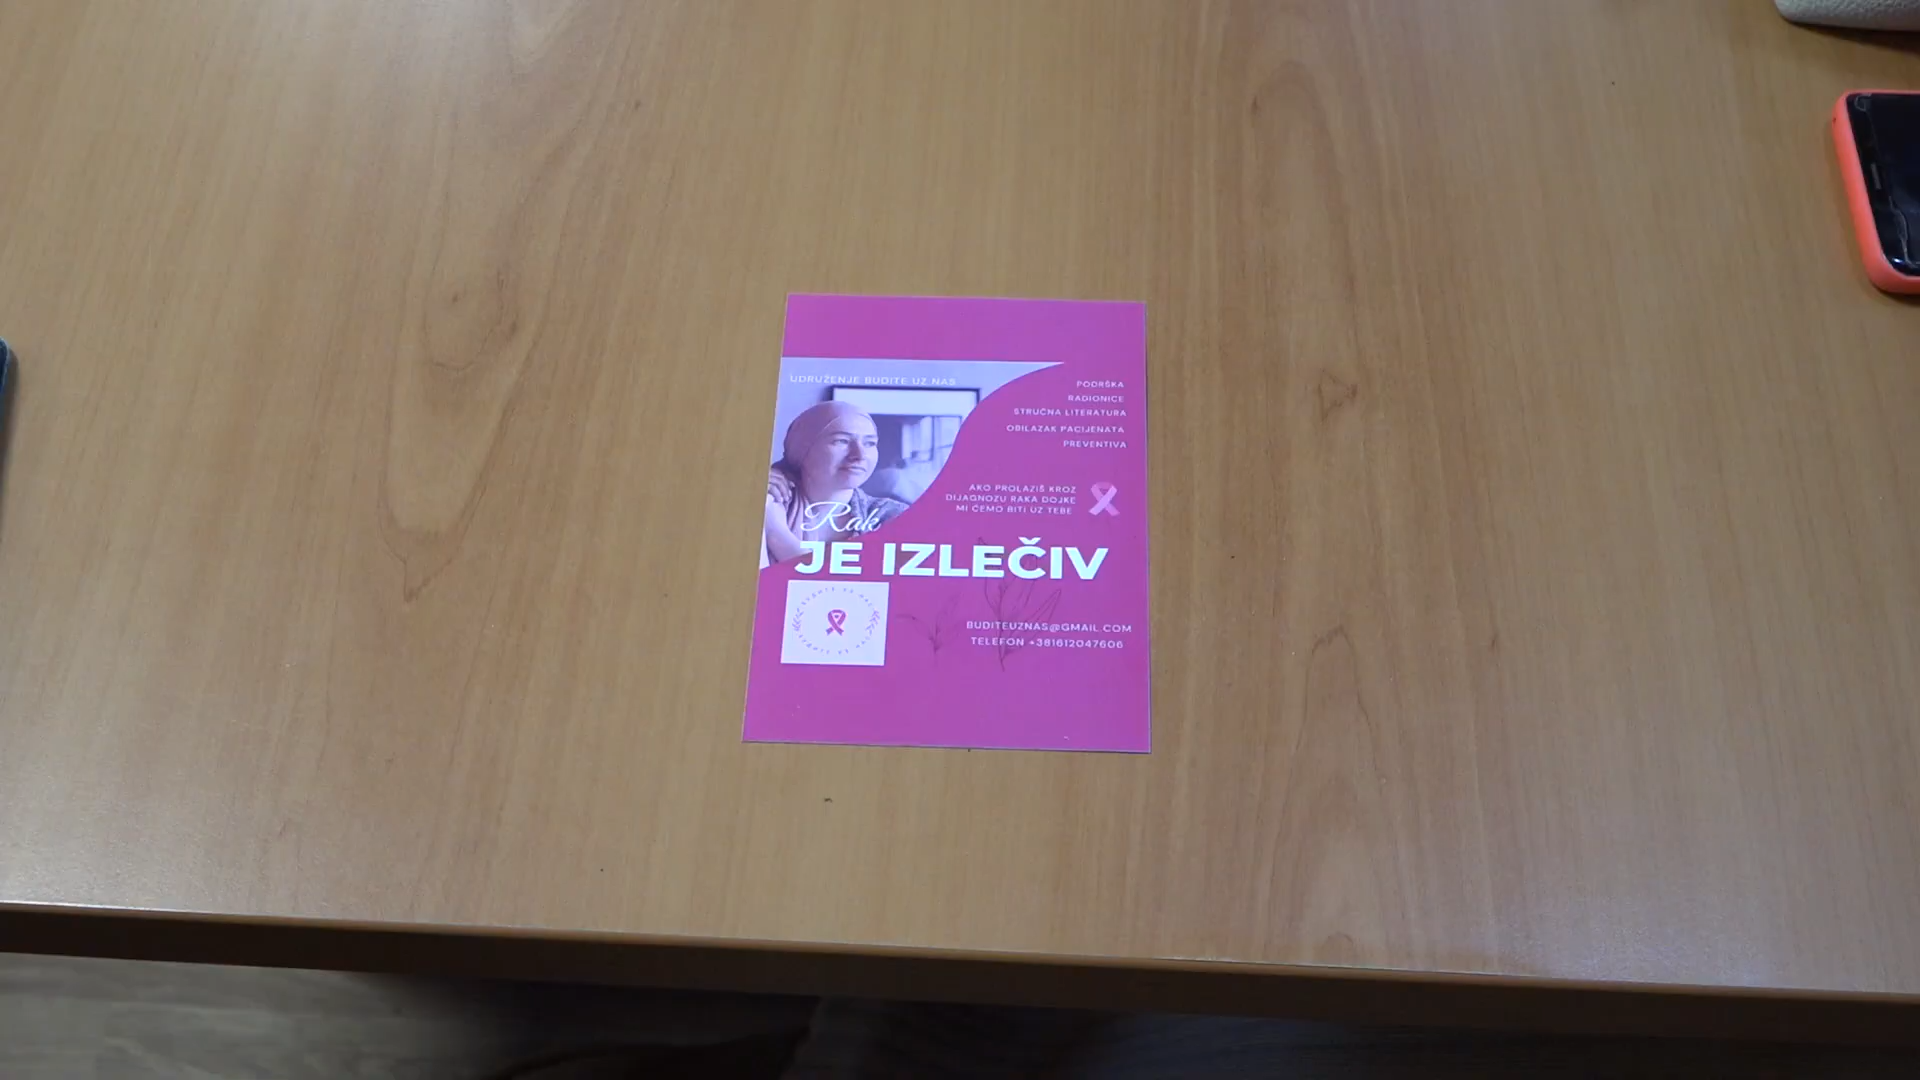 UDRUŽENJE BUDITE UZ NAS
PODRŠKA
RADIONICE
STRUČNA LITERATURA
OBILAZAK PACIJENATA
PREVENTIVA
AKO PROLAZIŠ KROZ
DIJAGNOZU RAKA DOJKE
MI ĆEMO BITI UZ TEBE
Rak
JE IZLEČIV
BUDITEUZNAS@GMAIL.COM
TELEFON +381612047606